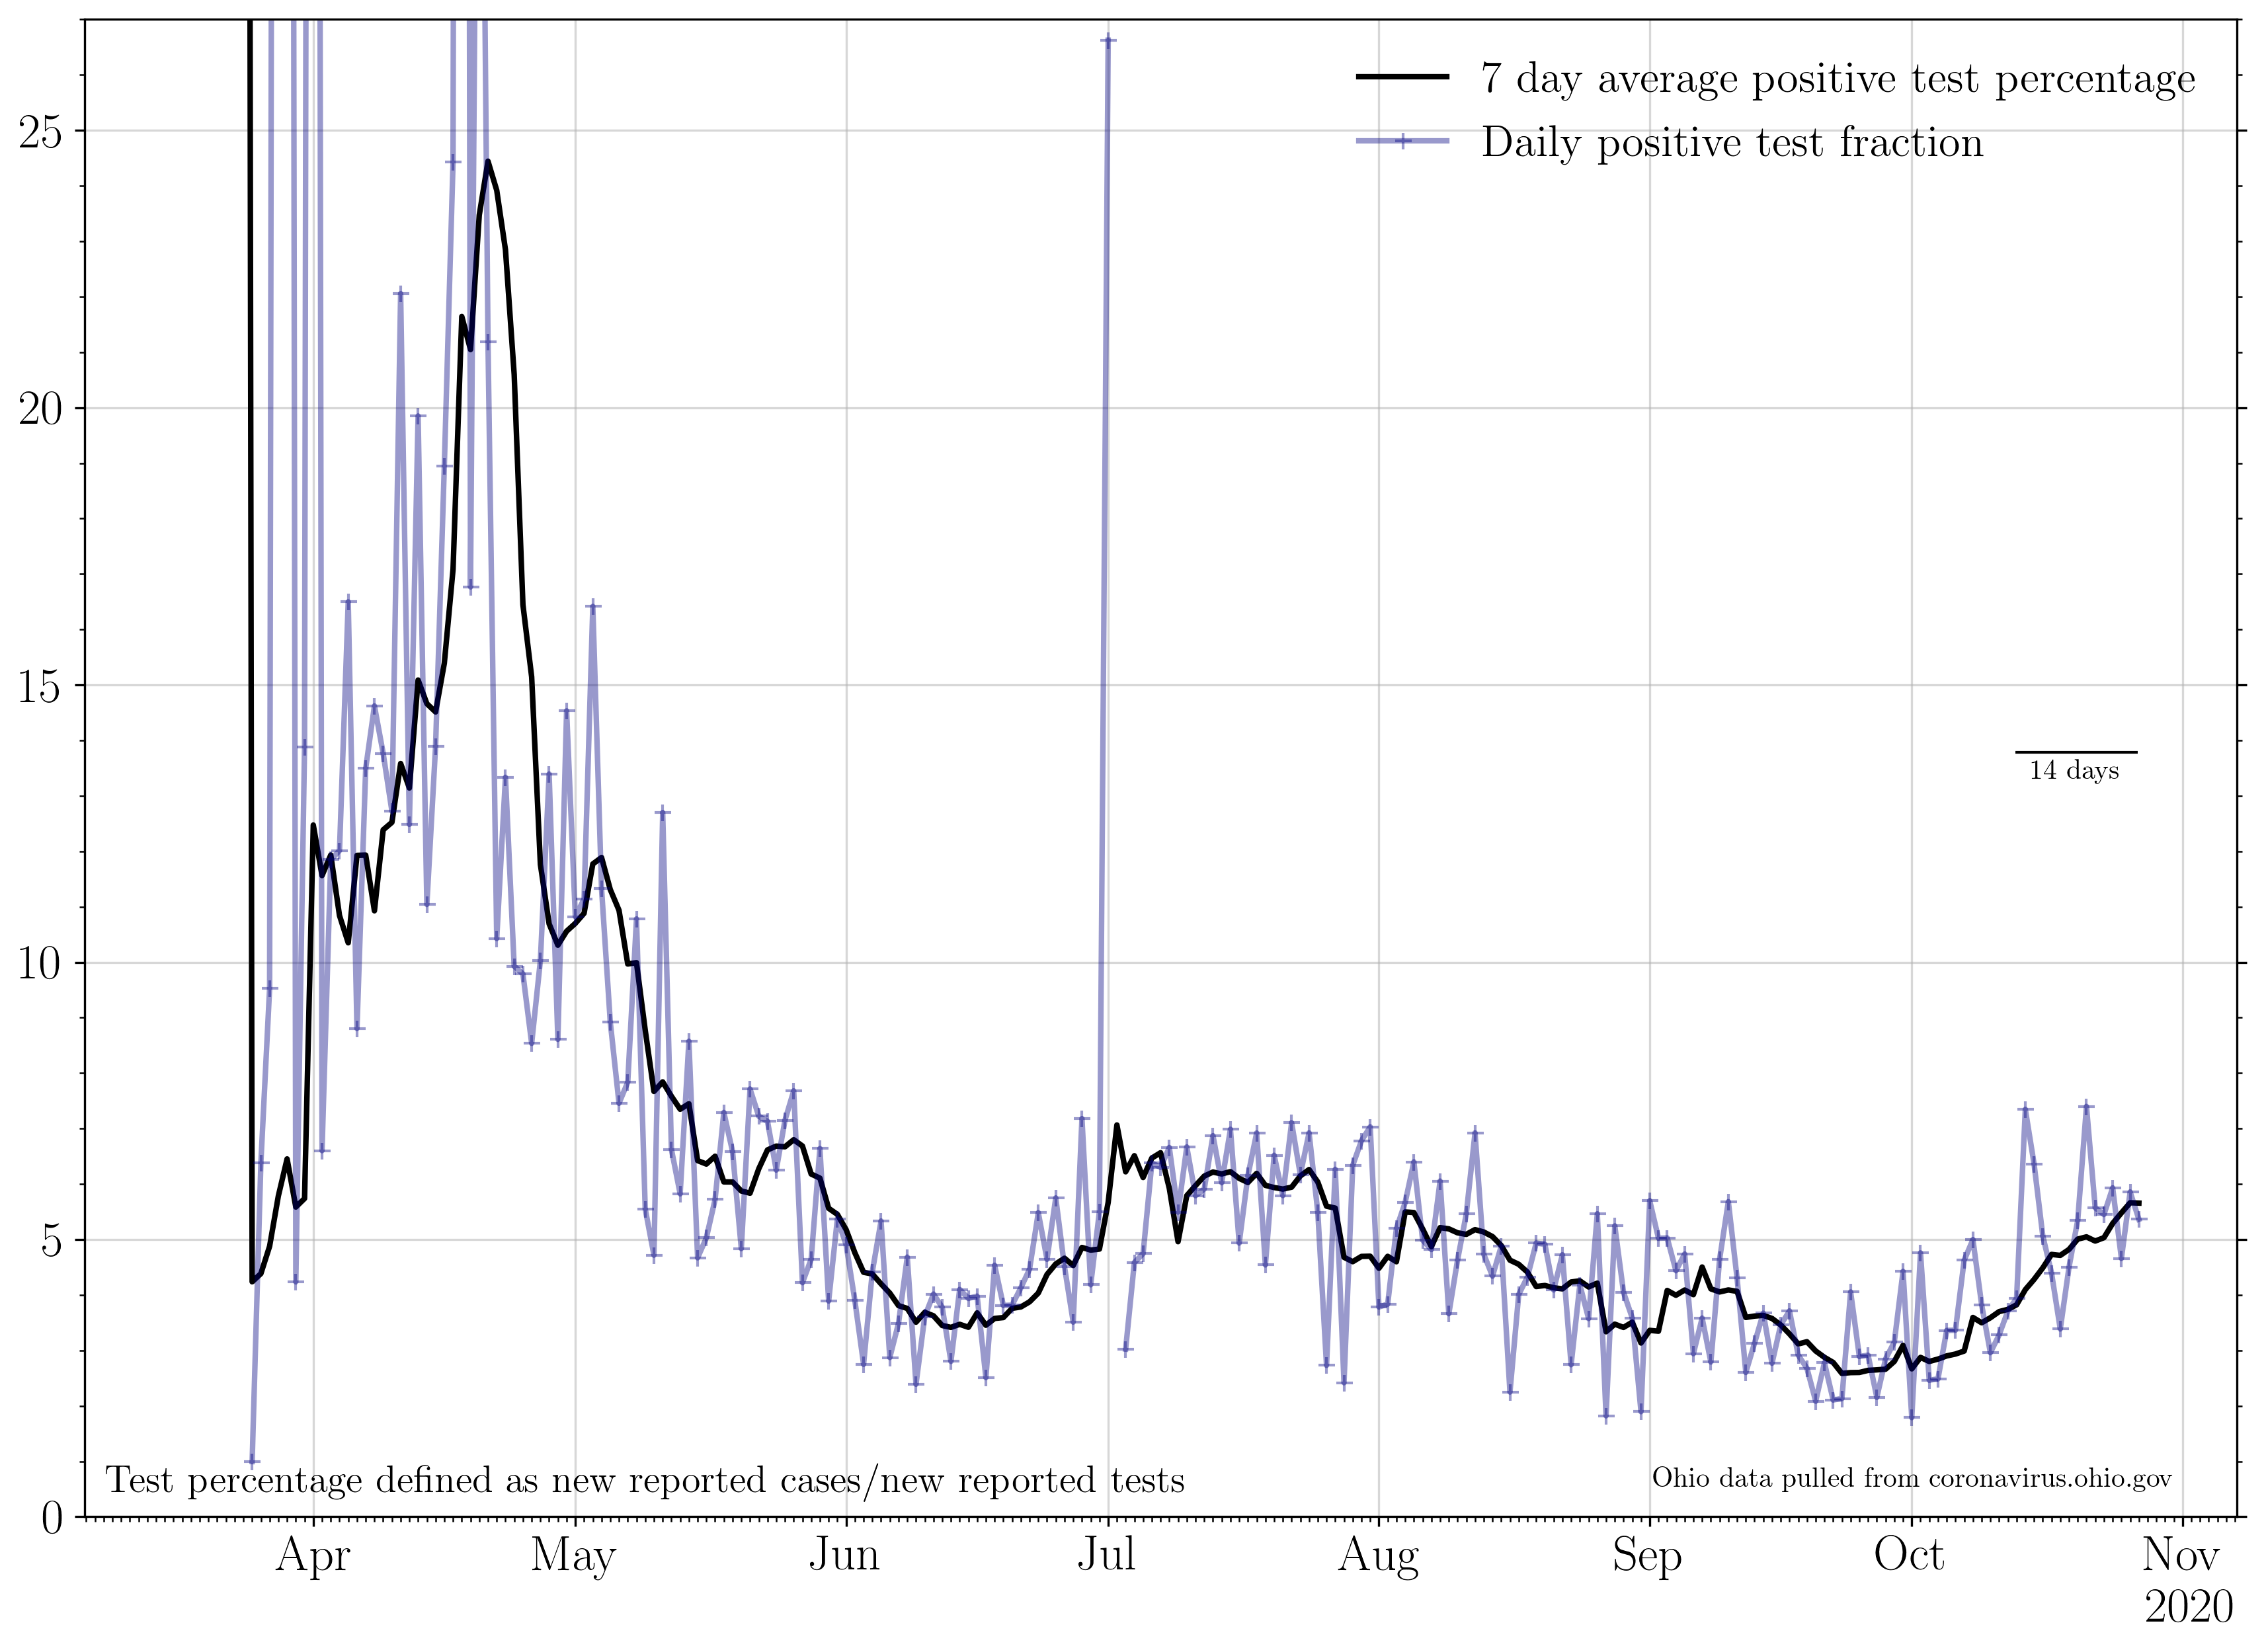 7 day average positive test percentage
Daily positive test fraction
25
20
15
10
5
0
14 days
Test percentage defined as new reported cases/new reported tests
Ohio data pulled from coronavirus.ohio.gov
Apr May Jun Jul Aug Sep Oct Nov
2020